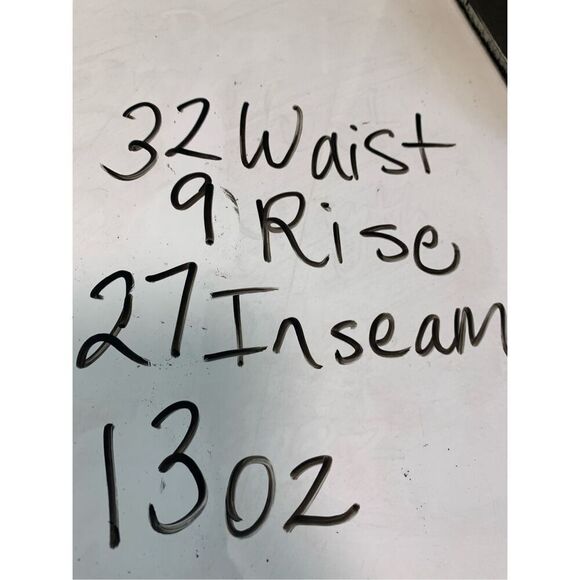 32 Waist
9 Rise
27 Inseam
13oz